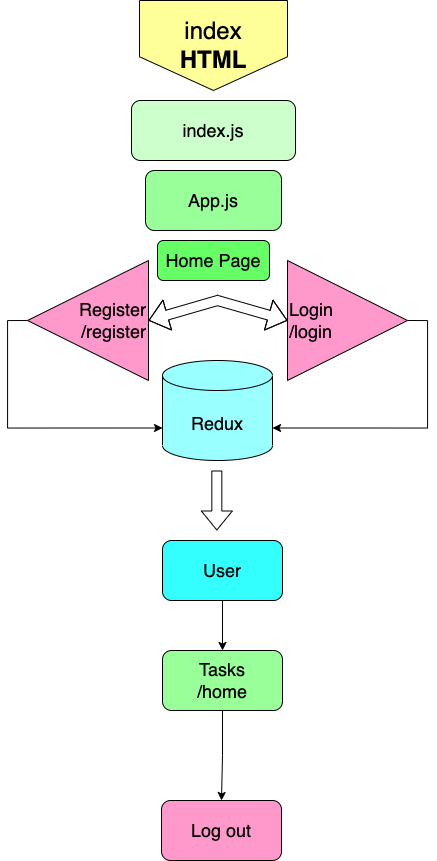 index
HTML
index.js
App.js
Home Page
Register
/register
Login
/login
Redux
User
Tasks
/home
Log out